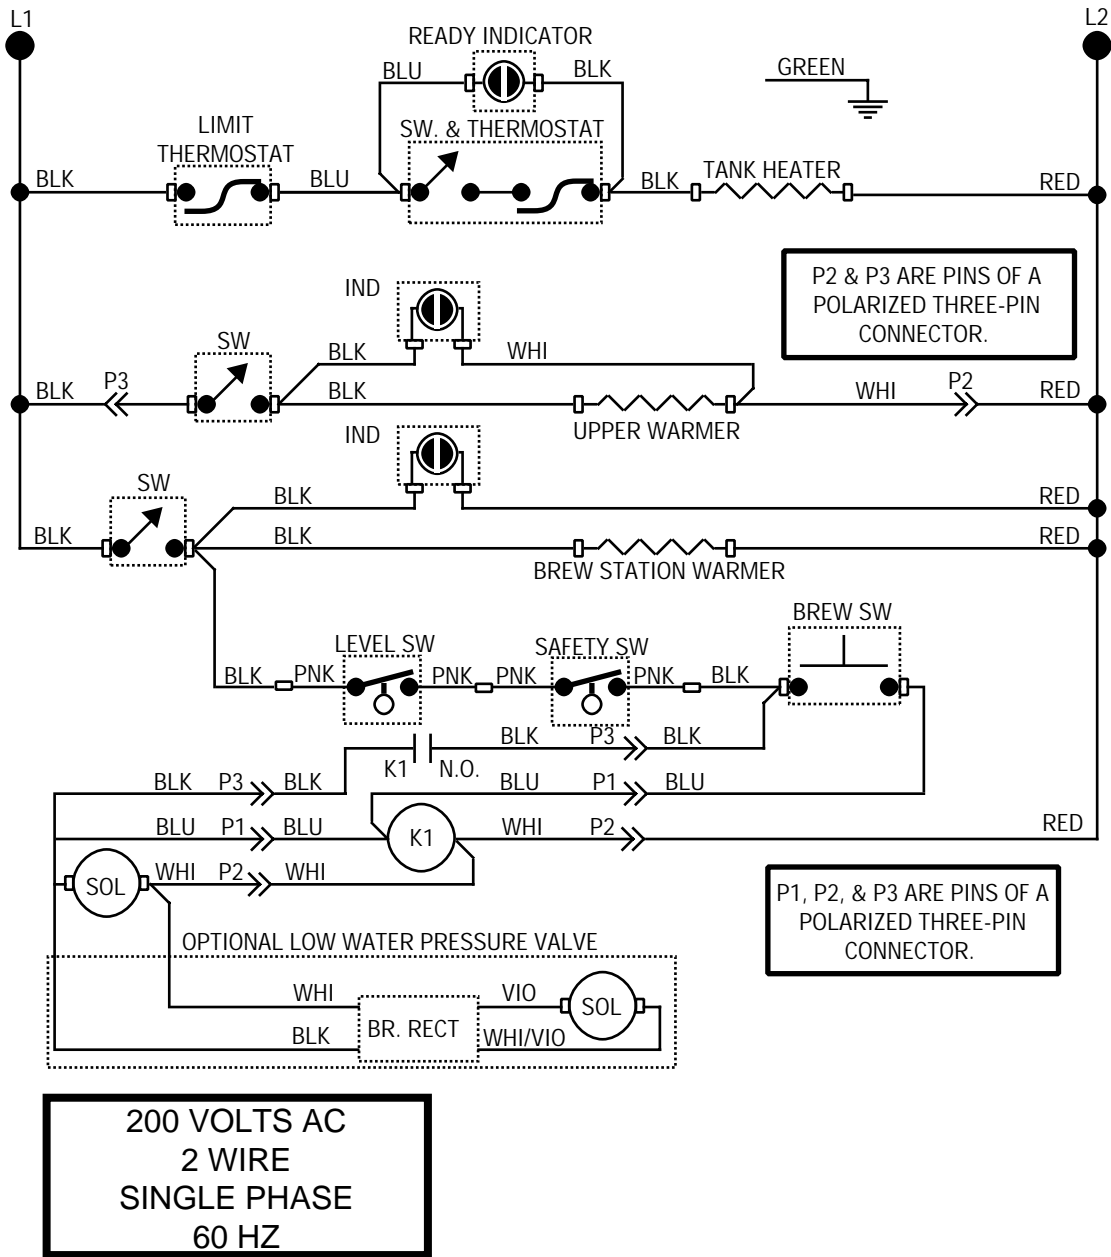 L1
L2
READY INDICATOR
BLU
BLK
GREEN
SW. & THERMOSTAT
LIMIT
THERMOSTAT
BLK
BLU
BLK
TANK HEATER
RED
P2 & P3 ARE PINS OF A
POLARIZED THREE-PIN
CONNECTOR.
IND
SW
BLK
WHI
BLK
P3
BLK
WHI
P2
RED
UPPER WARMER
IND
SW
BLK
RED
BLK
BLK
RED
BREW STATION WARMER
BREW SW
LEVEL SW
SAFETY SW
BLK
PNK
PNK
PNK
PNK
BLK
BLK
P3
BLK
K1
N.O.
BLK
P3
BLK
BLU
P1
BLU
BLU
P1
BLU
K1
WHI
P2
RED
SOL
WHI
P2
WHI
P1, P2, & P3 ARE PINS OF A
POLARIZED THREE-PIN
CONNECTOR.
OPTIONAL LOW WATER PRESSURE VALVE
WHI
VIO
SOL
BR. RECT
BLK
WHI/VIO
200 VOLTS AC
2 WIRE
SINGLE PHASE
60 HZ